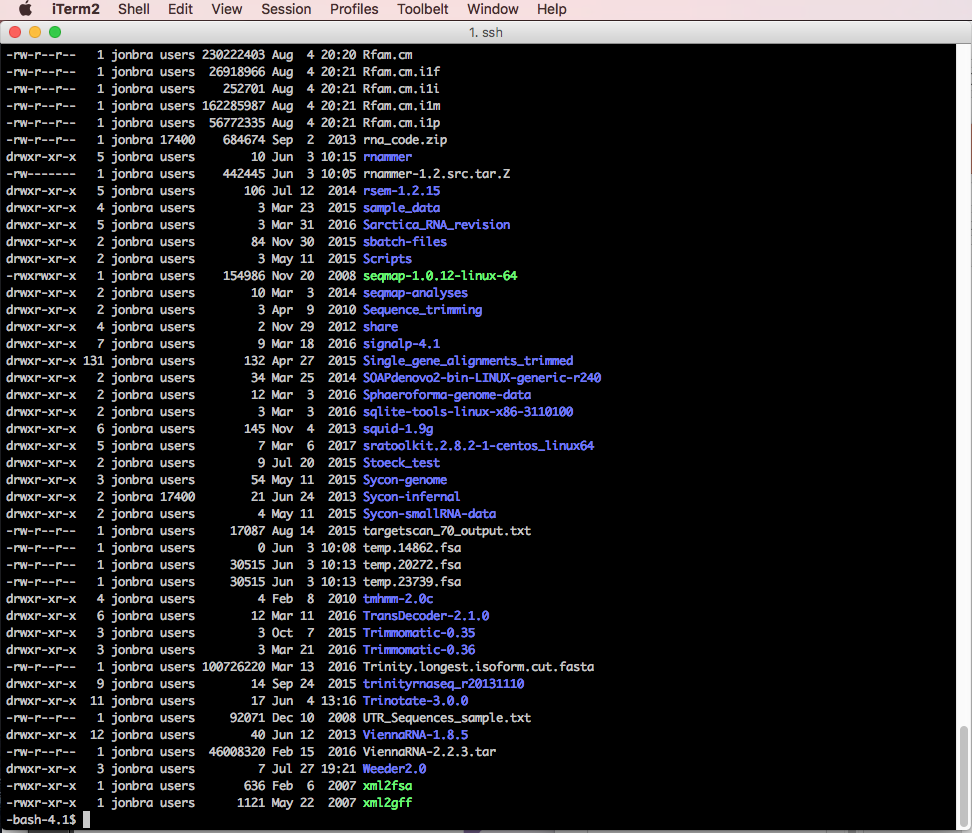 iTerm2 Shell Edit View Session Profiles Toolbelt Window Help
1. ssh
-rw-r--r-- 1 jonbra users 230222403 Aug 4 20:20 Rfam.cm
-rw-r--r-- 1 jonbra users 26918966 Aug 4 20:21 Rfam.cm.i1f
-rw-r--r-- 1 jonbra users 252701 Aug 4 20:21 Rfam.cm.i1i
-rw-r--r-- 1 jonbra users 162285987 Aug 4 20:21 Rfam.cm.i1m
-rw-r--r-- 1 jonbra users 56772335 Aug 4 20:21 Rfam.cm.i1p
-rw-r--r-- 1 jonbra 17400 684674 Sep 2 2013 rna_code.zip
drwxr-xr-x 5 jonbra users 10 Jun 3 10:15 rnammer
-rw------- 1 jonbra users 442445 Jun 3 10:05 rnammer-1.2.src.tar.Z
drwxr-xr-x 5 jonbra users 106 Jul 12 2014 rsem-1.2.15
drwxr-xr-x 4 jonbra users 3 Mar 23 2015 sample_data
drwxr-xr-x 5 jonbra users 3 Mar 31 2016 Sarctica_RNA_revision
drwxr-xr-x 2 jonbra users 84 Nov 30 2015 sbatch-files
drwxr-xr-x 2 jonbra users 3 May 11 2015 Scripts
-rwxrwxr-x 1 jonbra users 154986 Nov 20 2008 seqmap-1.0.12-linux-64
drwxr-xr-x 2 jonbra users 10 Mar 3 2014 seqmap-analyses
drwxr-xr-x 2 jonbra users 3 Apr 9 2010 Sequence_trimming
drwxr-xr-x 4 jonbra users 2 Nov 29 2012 share
drwxr-xr-x 7 jonbra users 9 Mar 18 2016 signalp-4.1
drwxr-xr-x 131 jonbra users 132 Apr 27 2015 Single_gene_alignments_trimmed
drwxr-xr-x 2 jonbra users 34 Mar 25 2014 SOAPdenovo2-bin-LINUX-generic-r240
drwxr-xr-x 2 jonbra users 12 Mar 3 2016 Sphaeroforma-genome-data
drwxr-xr-x 2 jonbra users 3 Mar 3 2016 sqlite-tools-linux-x86-3110100
drwxr-xr-x 6 jonbra users 145 Nov 4 2013 squid-1.9g
drwxr-xr-x 5 jonbra users 7 Mar 6 2017 sratoolkit.2.8.2-1-centos_linux64
drwxr-xr-x 2 jonbra users 9 Jul 20 2015 Stoeck_test
drwxr-xr-x 3 jonbra users 54 May 11 2015 Sycon-genome
drwxr-xr-x 2 jonbra 17400 21 Jun 24 2013 Sycon-infernal
drwxr-xr-x 2 jonbra users 4 May 11 2015 Sycon-smallRNA-data
-rw-r--r-- 1 jonbra users 17087 Aug 14 2015 targetscan_70_output.txt
-rw-r--r-- 1 jonbra users 0 Jun 3 10:08 temp.14862.fsa
-rw-r--r-- 1 jonbra users 30515 Jun 3 10:13 temp.20272.fsa
-rw-r--r-- 1 jonbra users 30515 Jun 3 10:13 temp.23739.fsa
drwxr-xr-x 4 jonbra users 4 Feb 8 2010 tmhmm-2.0c
drwxr-xr-x 6 jonbra users 12 Mar 11 2016 TransDecoder-2.1.0
drwxr-xr-x 3 jonbra users 3 Oct 7 2015 Trimmomatic-0.35
drwxr-xr-x 3 jonbra users 3 Mar 21 2016 Trimmomatic-0.36
-rw-r--r-- 1 jonbra users 100726220 Mar 13 2016 Trinity.longest.isoform.cut.fasta
drwxr-xr-x 9 jonbra users 14 Sep 24 2015 trinityrnaseq_r20131110
drwxr-xr-x 11 jonbra users 17 Jun 4 13:16 Trinotate-3.0.0
-rw-r--r-- 1 jonbra users 92071 Dec 10 2008 UTR_Sequences_sample.txt
drwxr-xr-x 12 jonbra users 40 Jun 12 2013 ViennaRNA-1.8.5
-rw-r--r-- 1 jonbra users 46008320 Feb 15 2016 ViennaRNA-2.2.3.tar
drwxr-xr-x 3 jonbra users 7 Jul 27 19:21 Weeder2.0
-rwxr-xr-x 1 jonbra users 636 Feb 6 2007 xml2fsa
-rwxr-xr-x 1 jonbra users 1121 May 22 2007 xml2gff
-bash-4.1$